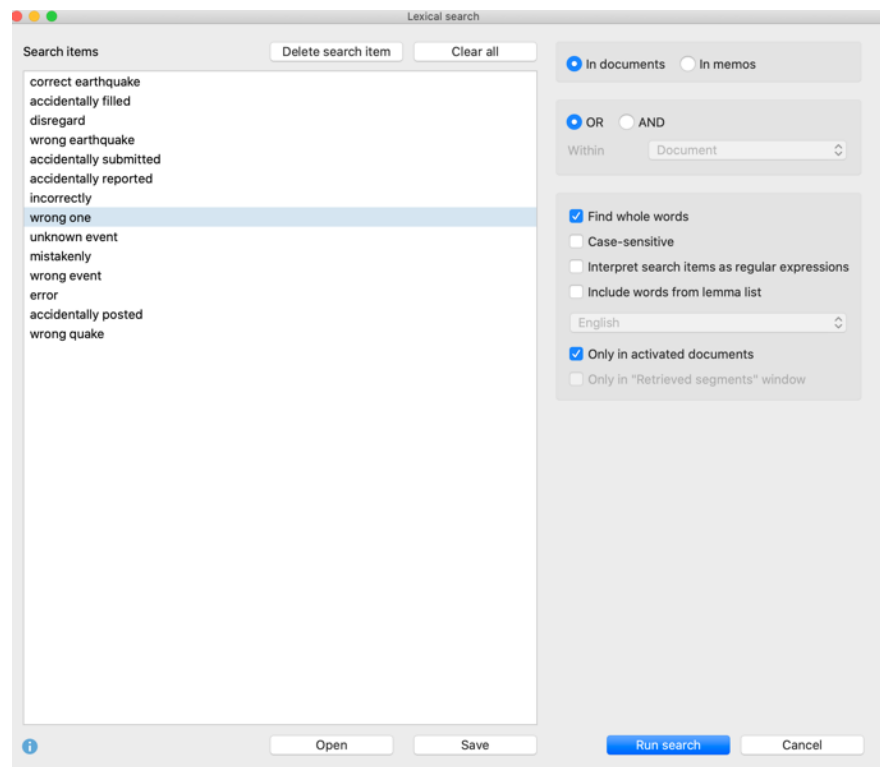 Lexical search
Search items
Delete search item
Clear all
correct earthquake
accidentally filled
disregard
wrong earthquake
accidentally submitted
accidentally reported
incorrectly
wrong one
unknown event
mistakenly
wrong event
error
accidentally posted
wrong quake
In documents
In memos
OR
AND
Within
Document
Find whole words
Case-sensitive
Interpret search items as regular expressions
Include words from lemma list
English
Only in activated documents
Only in "Retrieved segments" window
Open
Save
Run search
Cancel